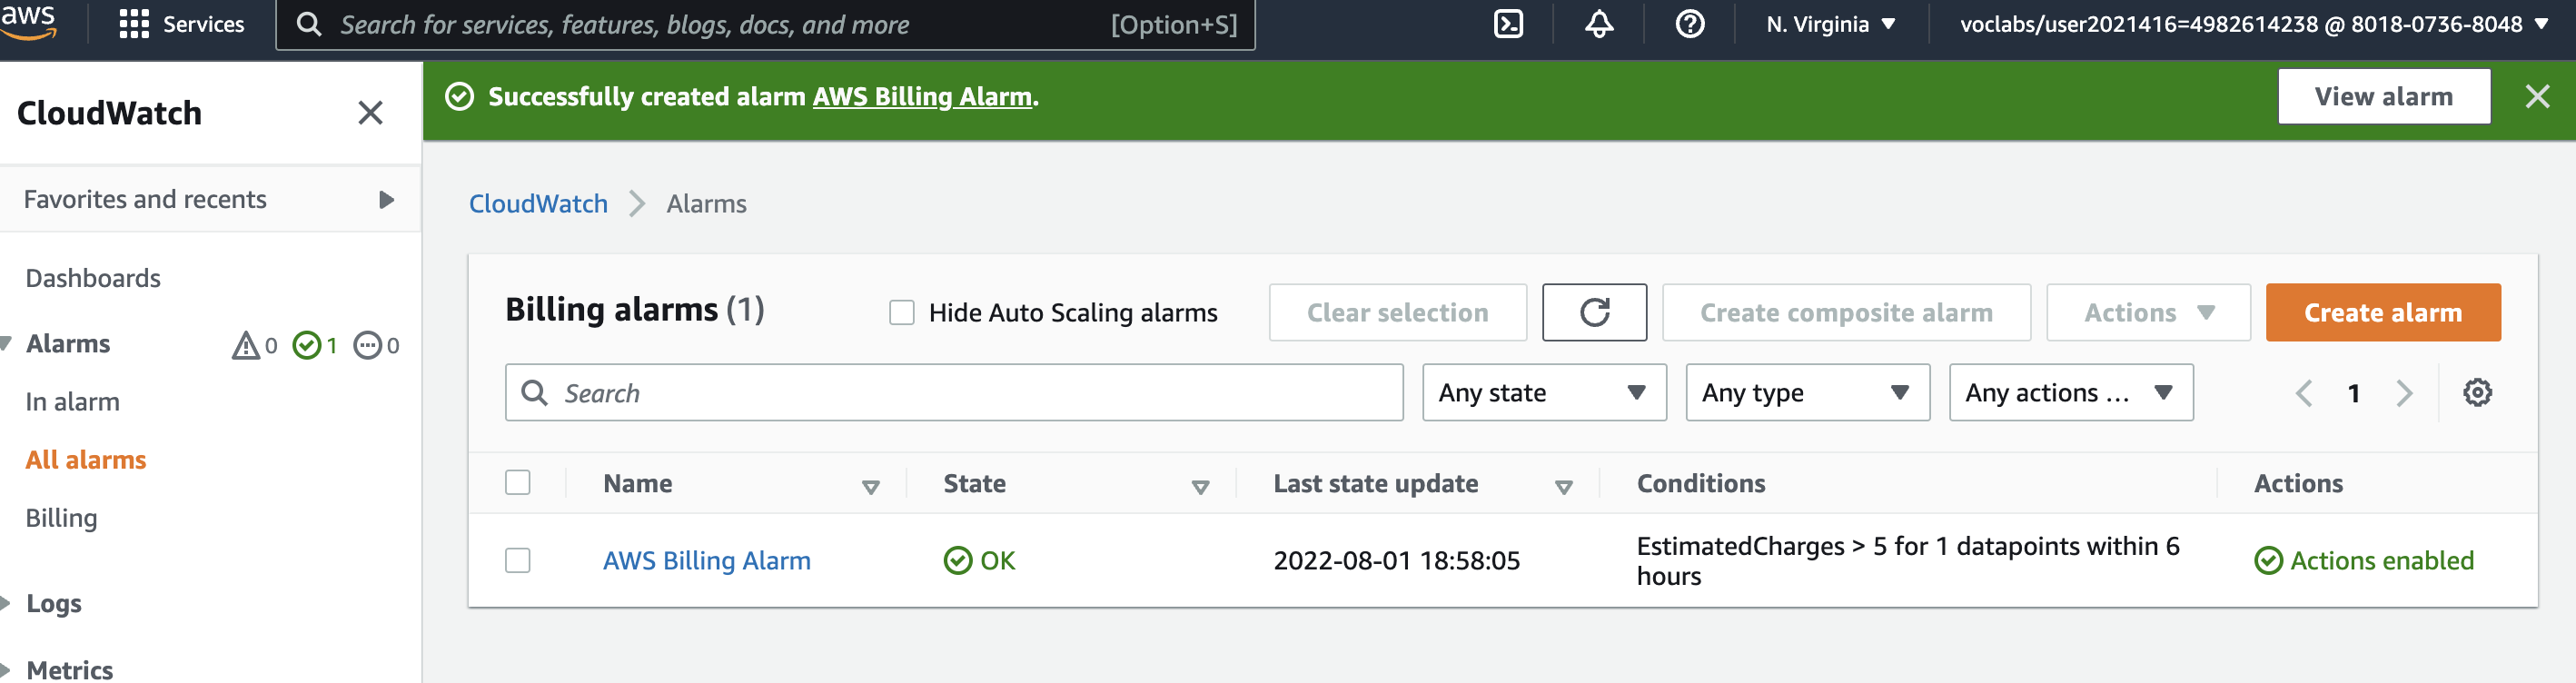 aws
Services
Search for services, features, blogs, docs, and more
[Option+S]
N. Virginia
voclabs/user2021416=4982614238 @ 8018-0736-8048
CloudWatch
Favorites and recents
Dashboards
Alarms 0 1 0
In alarm
All alarms
Billing
Logs
Metrics
Successfully created alarm AWS Billing Alarm.
View alarm
CloudWatch Alarms
Billing alarms (1)
Hide Auto Scaling alarms
Clear selection
Create composite alarm
Actions
Create alarm
Search
Any state
Any type
Any actions ...
1
Name State Last state update Conditions Actions
AWS Billing Alarm OK 2022-08-01 18:58:05 EstimatedCharges > 5 for 1 datapoints within 6
hours
Actions enabled